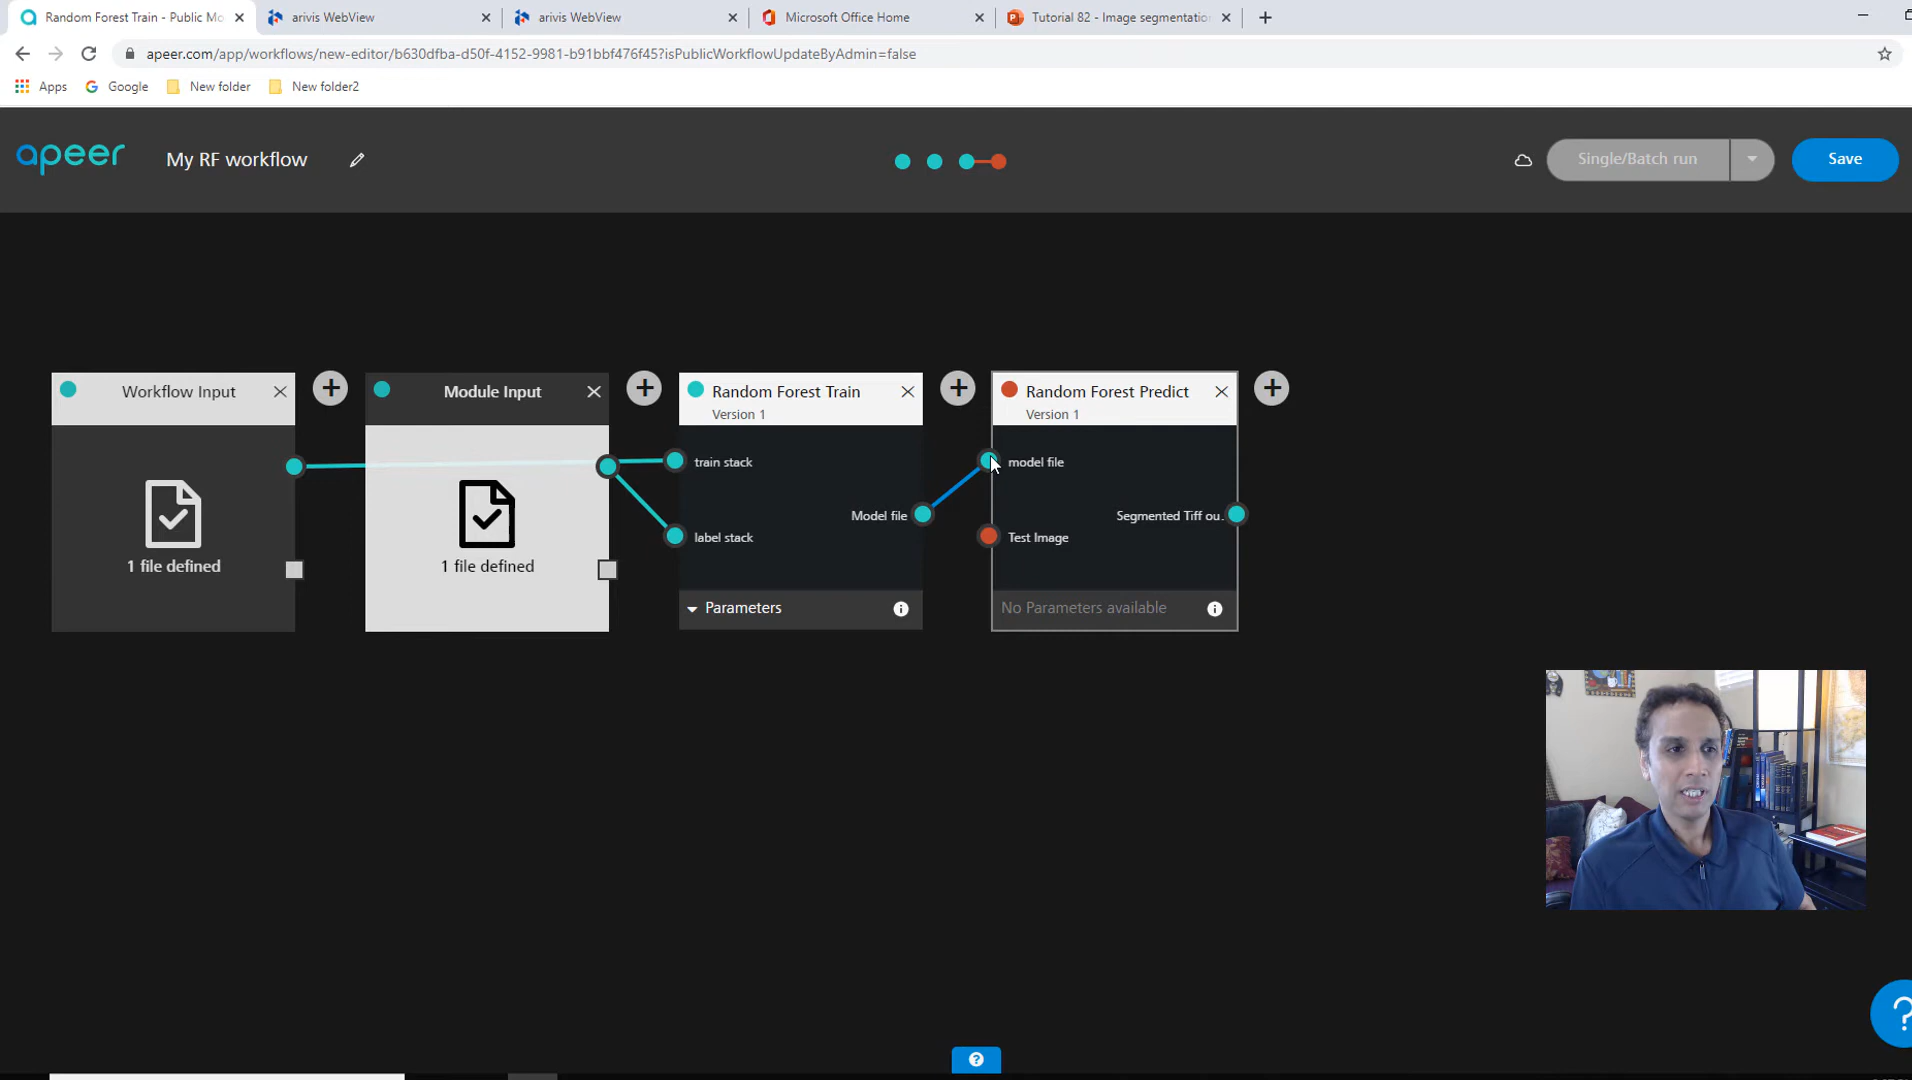 Random Forest Train - Public Mo
arivis WebView
arivis WebView
Microsoft Office Home
Tutorial 82 - Image segmentatio
apeer.com/app/workflows/new-editor/b630dfba-d50f-4152-9981-b91bbf476f45?isPublicWorkflowUpdateByAdmin=false
Apps
Google
New folder
New folder2
apeer
My RF workflow
Single/Batch run
Save
Workflow Input
1 file defined
Module Input
1 file defined
Random Forest Train
Version 1
train stack
Model file
label stack
Parameters
Random Forest Predict
Version 1
model file
Segmented Tiff ou..
Test Image
No Parameters available